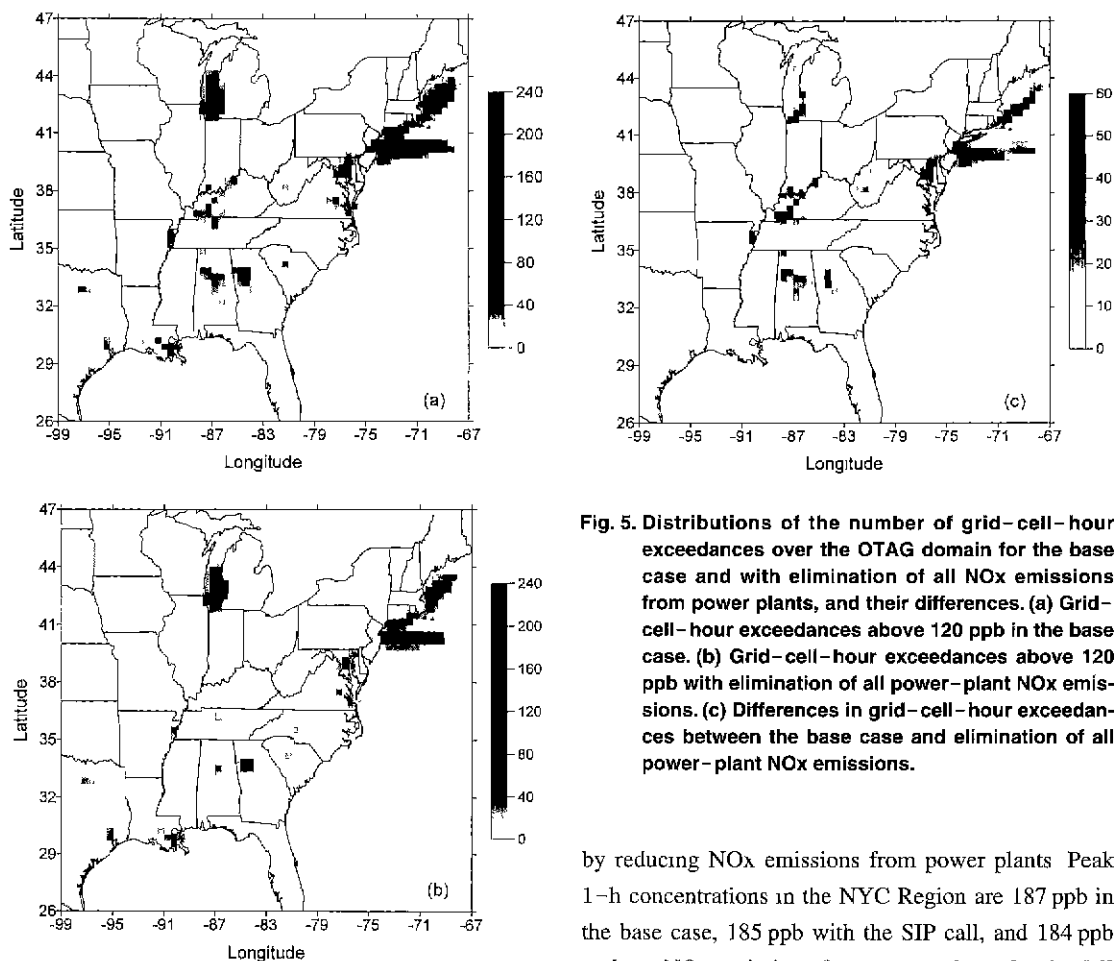 47
44
41
38
35
32
29
26
Latitude
-99 -95 -91 -87 -83 -79 -75 -71 -67
Longitude
240
200
160
120
80
40
0
(a)
47
44
41
38
35
32
29
26
Latitude
-99 -95 -91 -87 -83 -79 -75 -71 -67
Longitude
60
50
40
30
20
10
0
(c)
47
44
41
38
35
32
29
26
Latitude
-99 -95 -91 -87 -83 -79 -75 -71 -67
Longitude
240
200
160
120
80
40
0
(b)
Fig. 5. Distributions of the number of grid-cell-hour
exceedances over the OTAG domain for the base
case and with elimination of all NOx emissions
from power plants, and their differences. (a) Grid-
cell-hour exceedances above 120 ppb in the base
case. (b) Grid-cell-hour exceedances above 120
ppb with elimination of all power-plant NOx emis-
sions. (c) Differences in grid-cell-hour exceedan-
ces between the base case and elimination of all
power-plant NOx emissions.
by reducing NOx emissions from power plants Peak
1-h concentrations in the NYC Region are 187 ppb in
the base case, 185 ppb with the SIP call, and 184 ppb